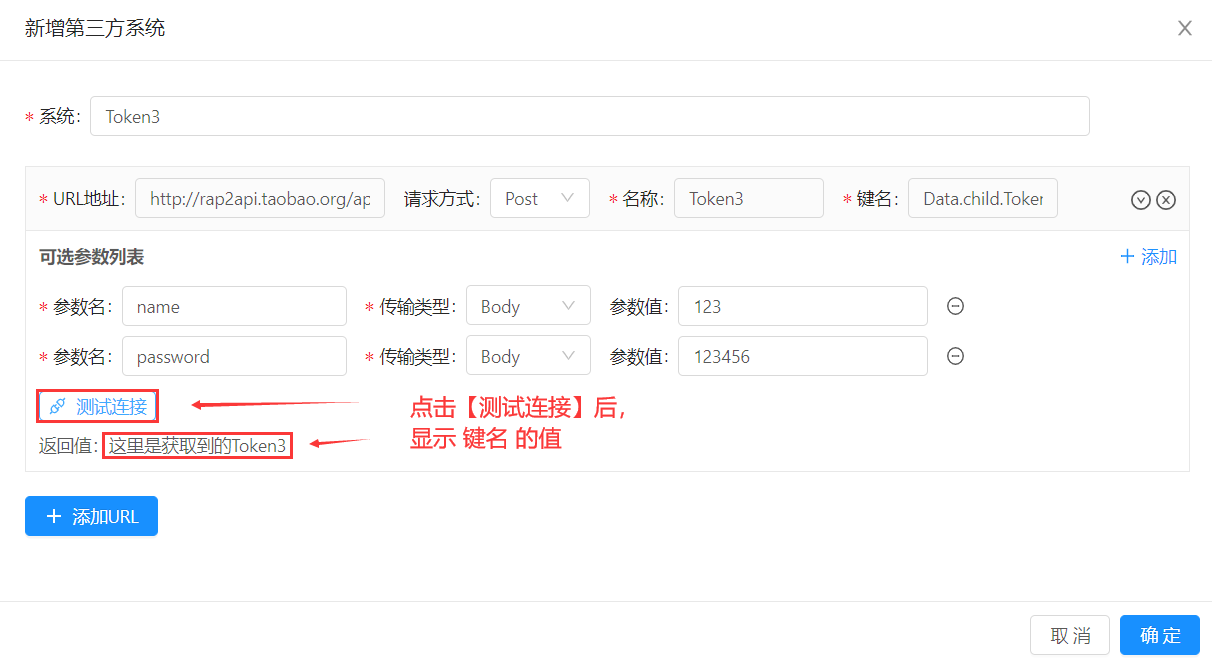 新增第三方系统
* 系统: Token3
* URL地址: http://rap2api.taobao.org/ap 请求方式: Post * 名称: Token3 * 键名: Data.child.Token
可选参数列表 + 添加
* 参数名: name * 传输类型: Body 参数值: 123
* 参数名: password * 传输类型: Body 参数值: 123456
测试连接 点击【测试连接】后,
显示 键名 的值
返回值: 这里是获取到的Token3
+ 添加URL
取消 确定